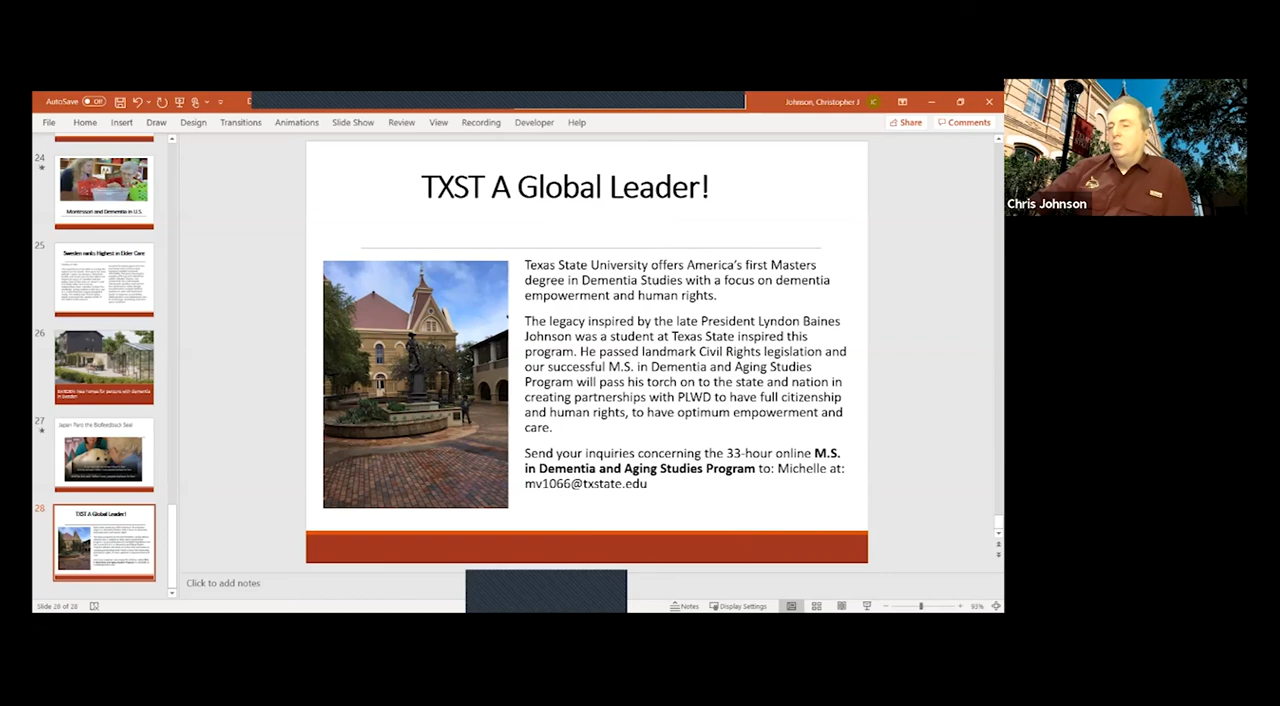 AutoSave
Off
Johnson, Christopher J
File Home Insert Draw Design Transitions Animations Slide Show Review View Recording Developer Help
Share
Comments
24
Montessori and Dementia in U.S.
25
Sweden ranks Highest in Elder Care
26
27
Japan: Paro the Biofeedback Seal
28
TXST A Global Leader!
TXST A Global Leader!
Texas State University offers America's first Masters
degree in Dementia Studies with a focus on dementia
empowerment and human rights.
The legacy inspired by the late President Lyndon Baines
Johnson was a student at Texas State inspired this
program. He passed landmark Civil Rights legislation and
our successful M.S. in Dementia and Aging Studies
Program will pass his torch on to the state and nation in
creating partnerships with PLWD to have full citizenship
and human rights, to have optimum empowerment and
care.
Send your inquiries concerning the 33-hour online M.S.
in Dementia and Aging Studies Program to: Michelle at:
mv1066@txstate.edu
Click to add notes
Slide 28 of 28
Notes
Display Settings
93%
Chris Johnson